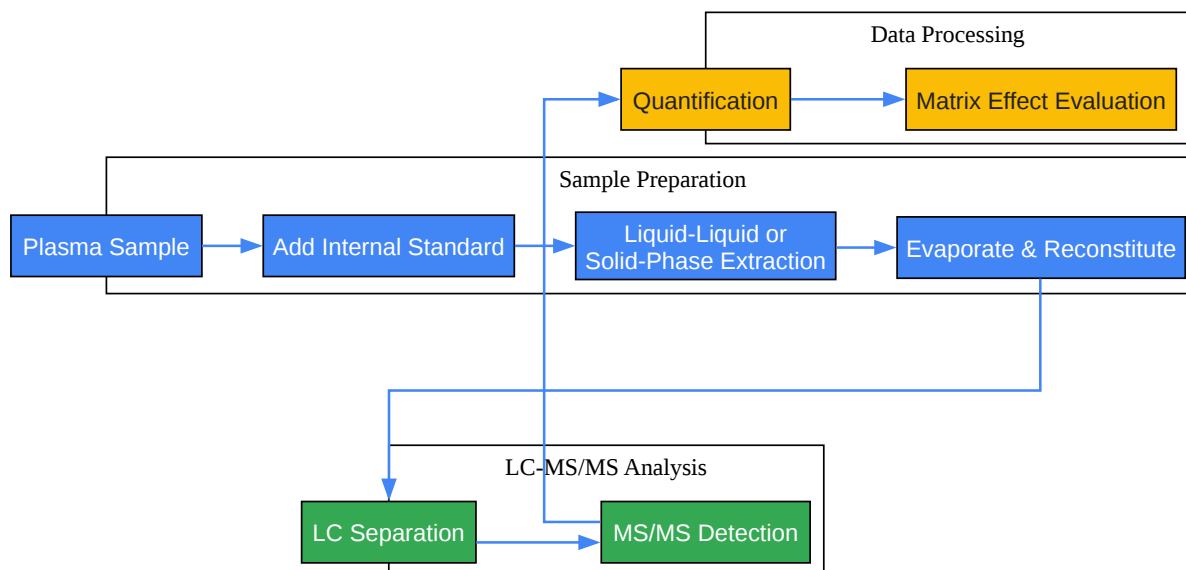 Data Processing
Quantification
Matrix Effect Evaluation
Sample Preparation
Plasma Sample
Add Internal Standard
Liquid-Liquid or
Solid-Phase Extraction
Evaporate & Reconstitute
LC-MS/MS Analysis
LC Separation
MS/MS Detection